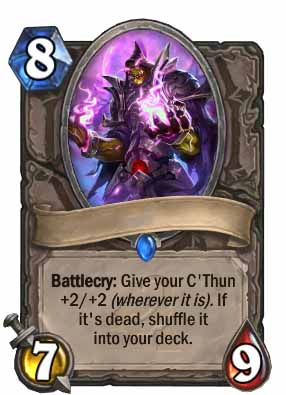 8
Battlecry: Give your C'Thun
+2/+2 (wherever it is). If
it's dead, shuffle it
into your deck.
7
9